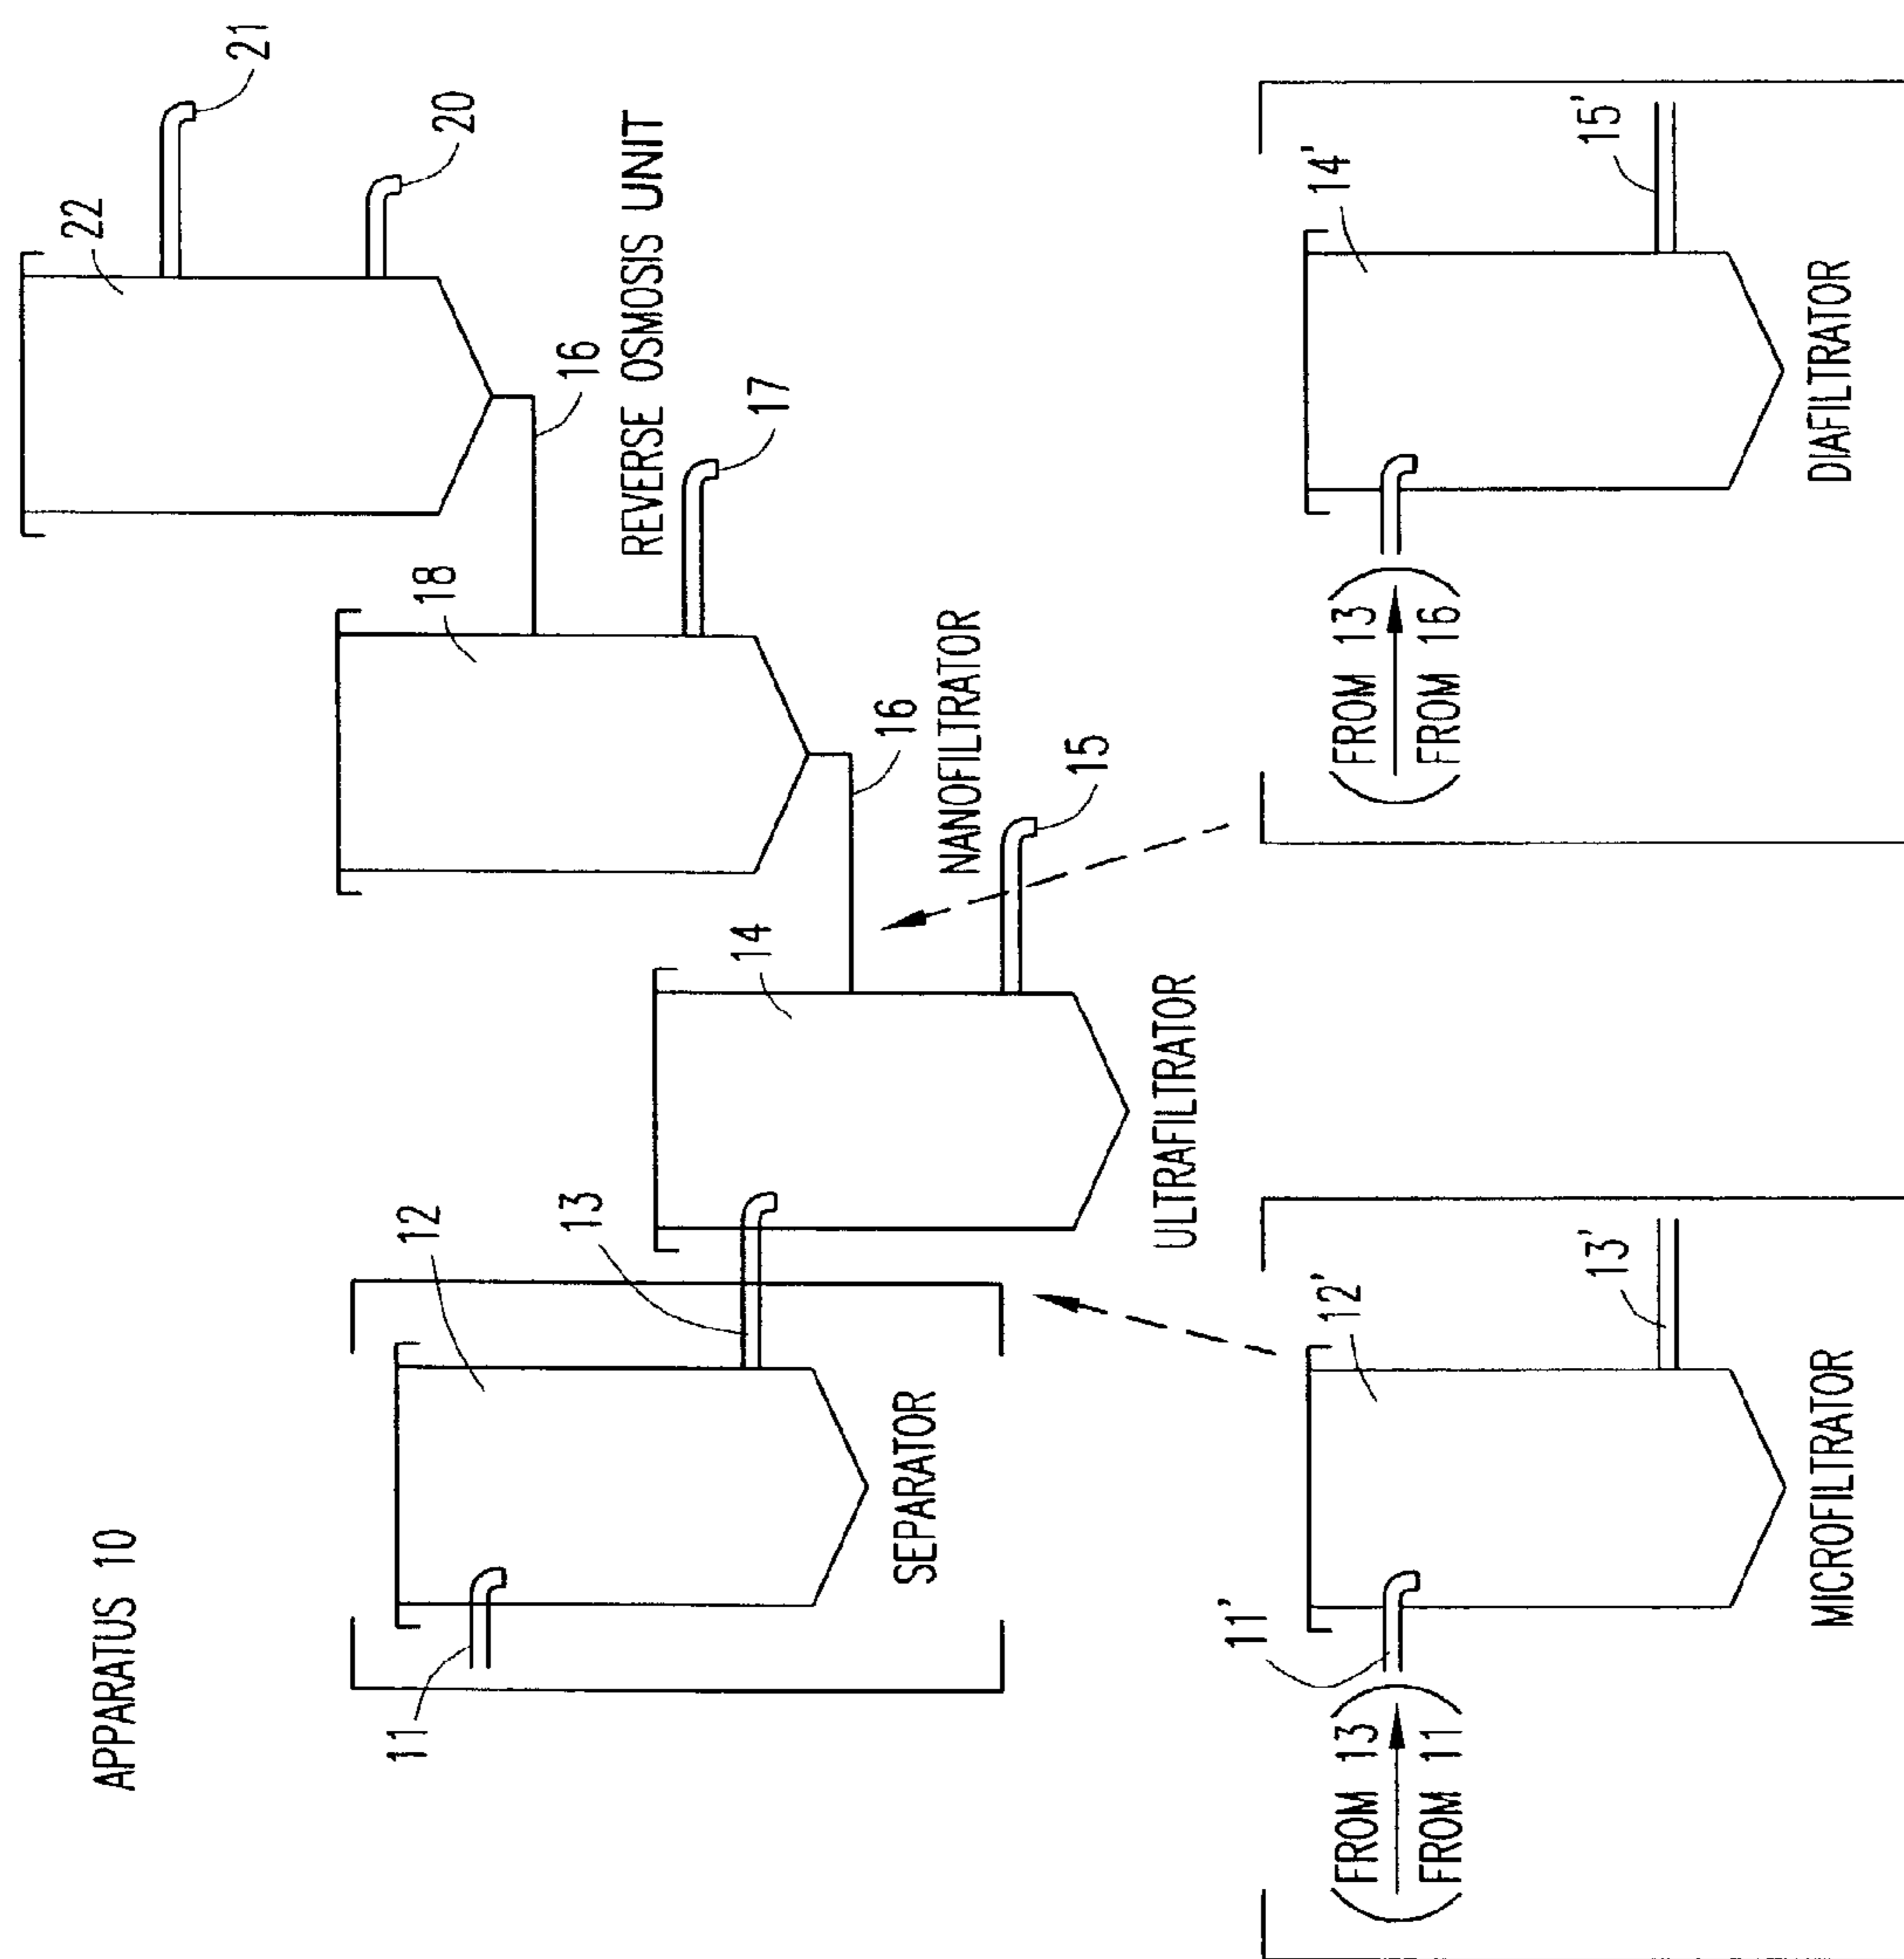 APPARATUS 10
21
22
20
REVERSE OSMOSIS UNIT
16
18
17
NANOFILTRATOR
16
14
15
ULTRAFILTRATOR
12
13
11
SEPARATOR
11'
12'
13'
FROM 13
FROM 11
MICROFILTRATOR
14'
15'
FROM 13
FROM 16
DIAFILTRATOR